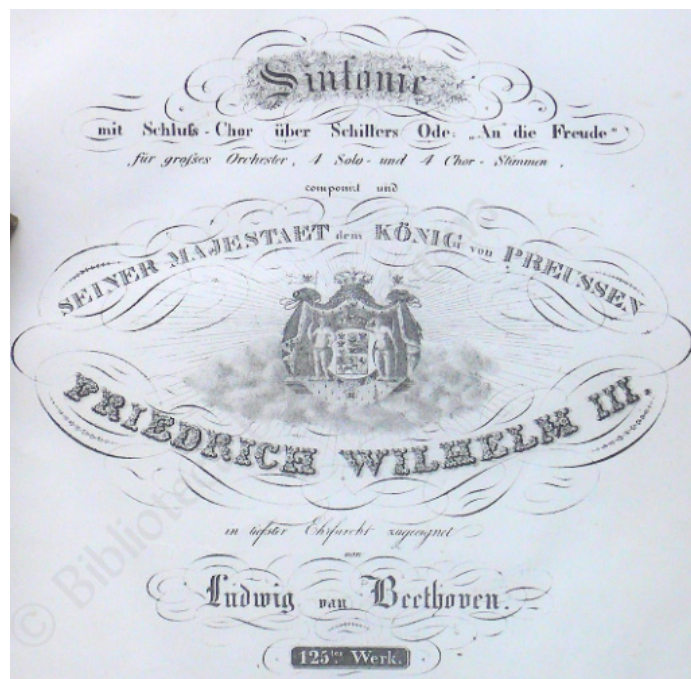 Sinfonie
mit Schluſs-Chor über Schillers Ode: „An die Freude“
für groſses Orchester, 4 Solo- und 4 Chor-Stimmen,
componirt und
SEINER MAJESTAET dem KÖNIG von PREUSSEN
FRIEDRICH WILHELM III.
in tiefster Ehrfurcht zugeeignet
von
Ludwig van Beethoven.
125tes Werk.